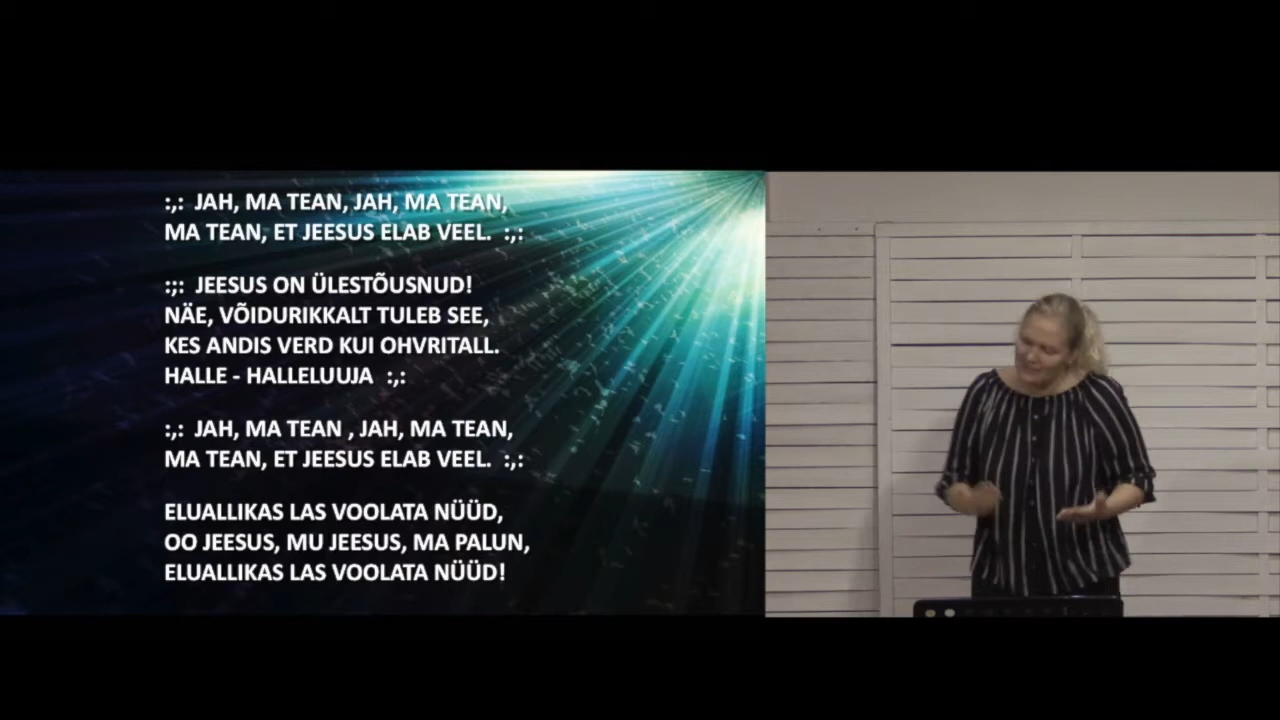 :,: JAH, MA TEAN, JAH, MA TEAN,
MA TEAN, ET JEESUS ELAB VEEL. :,:
:;: JEESUS ON ÜLESTÕUSNUD!
NÄE, VÕIDURIKKALT TULEB SEE,
KES ANDIS VERD KUI OHVRITALL.
HALLE - HALLELUUJA :,:
:,: JAH, MA TEAN , JAH, MA TEAN,
MA TEAN, ET JEESUS ELAB VEEL. :,:
ELUALLIKAS LAS VOOLATA NÜÜD,
OO JEESUS, MU JEESUS, MA PALUN,
ELUALLIKAS LAS VOOLATA NÜÜD!